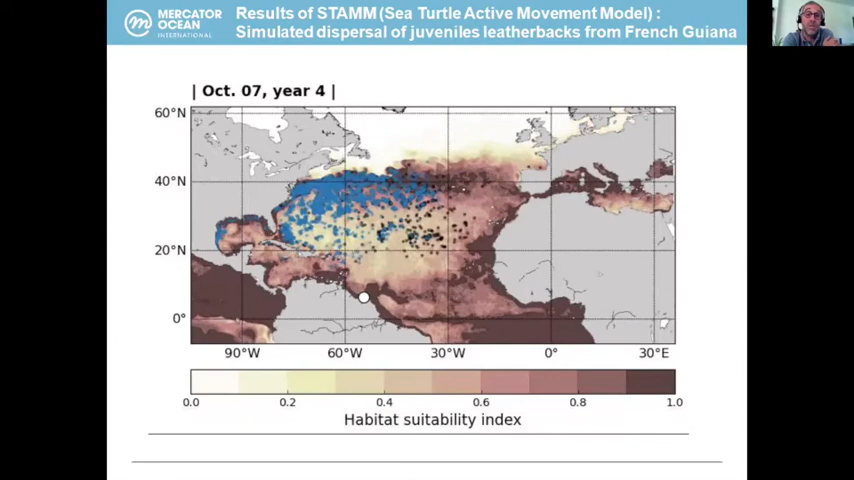 MERCATOR
OCEAN
INTERNATIONAL
Results of STAMM (Sea Turtle Active Movement Model) :
Simulated dispersal of juveniles leatherbacks from French Guiana
| Oct. 07, year 4 |
60°N
40°N
20°N
0°
90°W 60°W 30°W 0° 30°E
0.0 0.2 0.4 0.6 0.8 1.0
Habitat suitability index